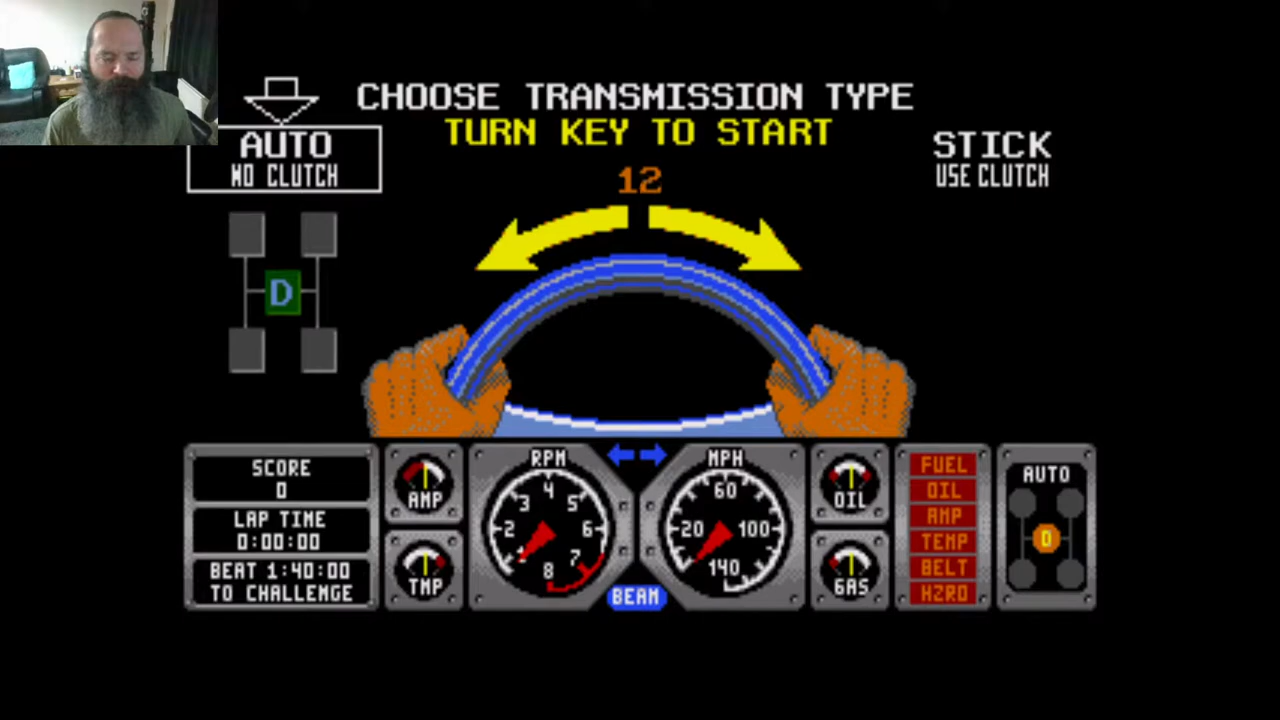 CHOOSE TRANSMISSION TYPE
TURN KEY TO START
AUTO
NO CLUTCH
STICK
USE CLUTCH
12
D
SCORE
0
LAP TIME
0:00:00
BEAT 1:40:00
TO CHALLENGE
AMP
TMP
RPM
1 2 3 4 5 6 7 8
BEAM
MPH
20 60 100 140
OIL
GAS
FUEL
OIL
AMP
TEMP
BELT
HZRD
AUTO
D